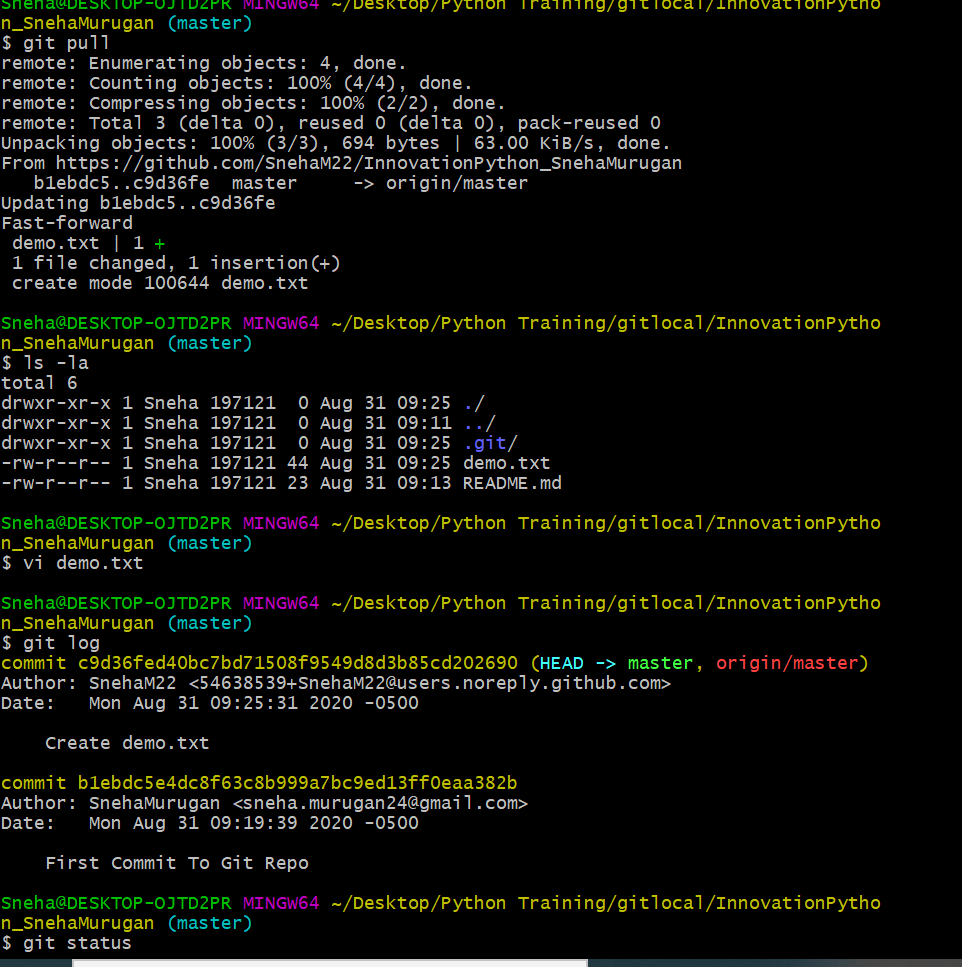 Sneha@DESKTOP-OJTD2PR MINGW64 ~/Desktop/Python Training/gitlocal/InnovationPytho
n_SnehaMurugan (master)
$ git pull
remote: Enumerating objects: 4, done.
remote: Counting objects: 100% (4/4), done.
remote: Compressing objects: 100% (2/2), done.
remote: Total 3 (delta 0), reused 0 (delta 0), pack-reused 0
Unpacking objects: 100% (3/3), 694 bytes | 63.00 KiB/s, done.
From https://github.com/SnehaM22/InnovationPython_SnehaMurugan
   b1ebdc5..c9d36fe  master     -> origin/master
Updating b1ebdc5..c9d36fe
Fast-forward
 demo.txt | 1 +
 1 file changed, 1 insertion(+)
 create mode 100644 demo.txt

Sneha@DESKTOP-OJTD2PR MINGW64 ~/Desktop/Python Training/gitlocal/InnovationPytho
n_SnehaMurugan (master)
$ ls -la
total 6
drwxr-xr-x 1 Sneha 197121  0 Aug 31 09:25 ./
drwxr-xr-x 1 Sneha 197121  0 Aug 31 09:11 ../
drwxr-xr-x 1 Sneha 197121  0 Aug 31 09:25 .git/
-rw-r--r-- 1 Sneha 197121 44 Aug 31 09:25 demo.txt
-rw-r--r-- 1 Sneha 197121 23 Aug 31 09:13 README.md

Sneha@DESKTOP-OJTD2PR MINGW64 ~/Desktop/Python Training/gitlocal/InnovationPytho
n_SnehaMurugan (master)
$ vi demo.txt

Sneha@DESKTOP-OJTD2PR MINGW64 ~/Desktop/Python Training/gitlocal/InnovationPytho
n_SnehaMurugan (master)
$ git log
commit c9d36fed40bc7bd71508f9549d8d3b85cd202690 (HEAD -> master, origin/master)
Author: SnehaM22 <54638539+SnehaM22@users.noreply.github.com>
Date:   Mon Aug 31 09:25:31 2020 -0500

    Create demo.txt

commit b1ebdc5e4dc8f63c8b999a7bc9ed13ff0eaa382b
Author: SnehaMurugan <sneha.murugan24@gmail.com>
Date:   Mon Aug 31 09:19:39 2020 -0500

    First Commit To Git Repo

Sneha@DESKTOP-OJTD2PR MINGW64 ~/Desktop/Python Training/gitlocal/InnovationPytho
n_SnehaMurugan (master)
$ git status